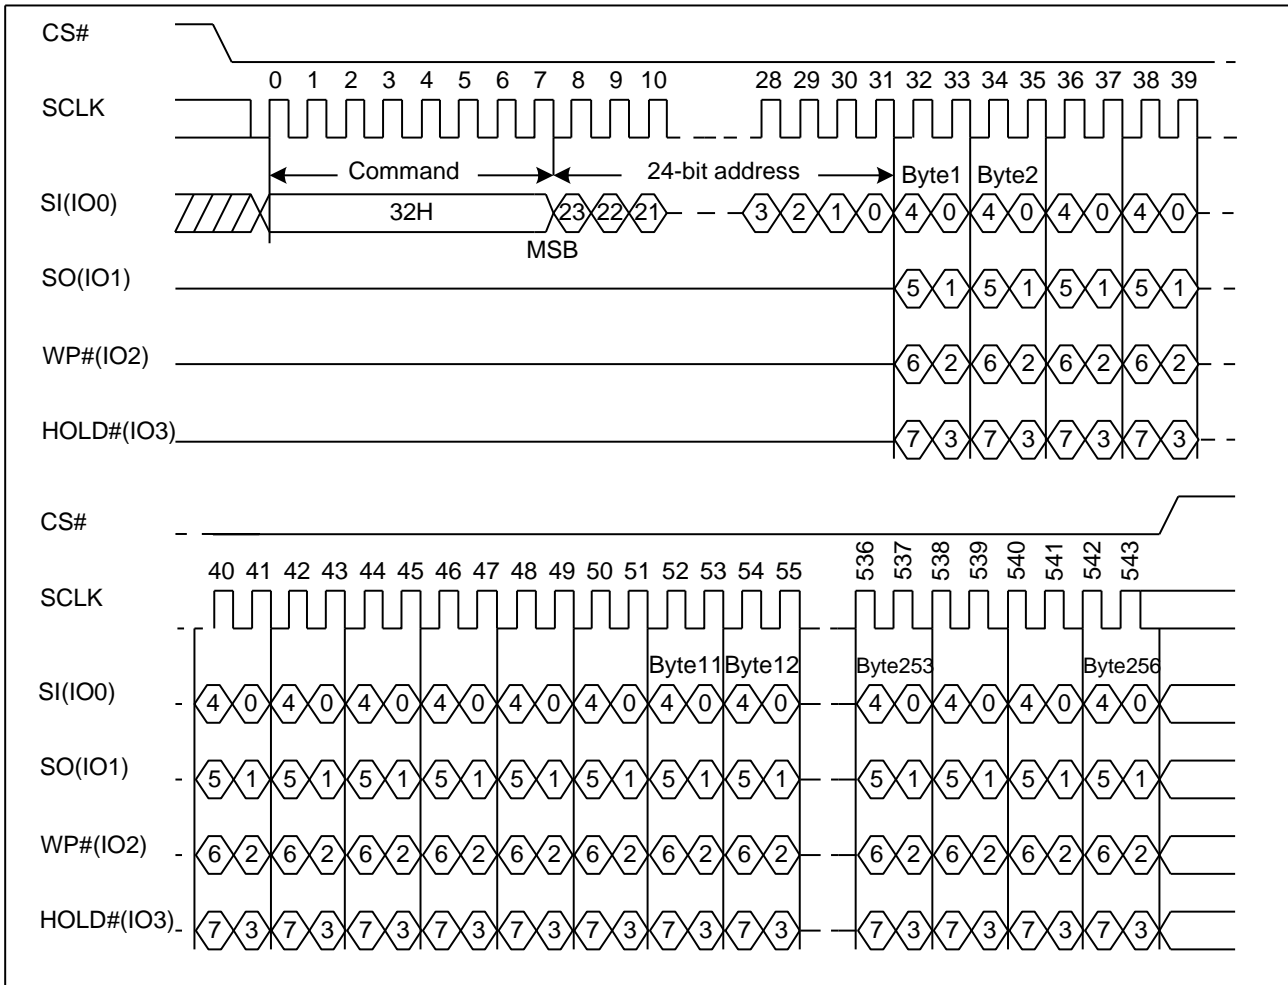 CS#
0 1 2 3 4 5 6 7 8 9 10 28 29 30 31 32 33 34 35 36 37 38 39
SCLK
Command 24-bit address Byte1 Byte2
SI(IO0) 32H 23 22 21 3 2 1 0 4 0 4 0 4 0 4 0
MSB
SO(IO1) 5 1 5 1 5 1 5 1
WP#(IO2) 6 2 6 2 6 2 6 2
HOLD#(IO3) 7 3 7 3 7 3 7 3
CS#
40 41 42 43 44 45 46 47 48 49 50 51 52 53 54 55 536 537 538 539 540 541 542 543
SCLK
Byte11 Byte12 Byte253 Byte256
SI(IO0) 4 0 4 0 4 0 4 0 4 0 4 0 4 0 4 0 4 0 4 0 4 0 4 0
SO(IO1) 5 1 5 1 5 1 5 1 5 1 5 1 5 1 5 1 5 1 5 1 5 1 5 1
WP#(IO2) 6 2 6 2 6 2 6 2 6 2 6 2 6 2 6 2 6 2 6 2 6 2 6 2
HOLD#(IO3) 7 3 7 3 7 3 7 3 7 3 7 3 7 3 7 3 7 3 7 3 7 3 7 3